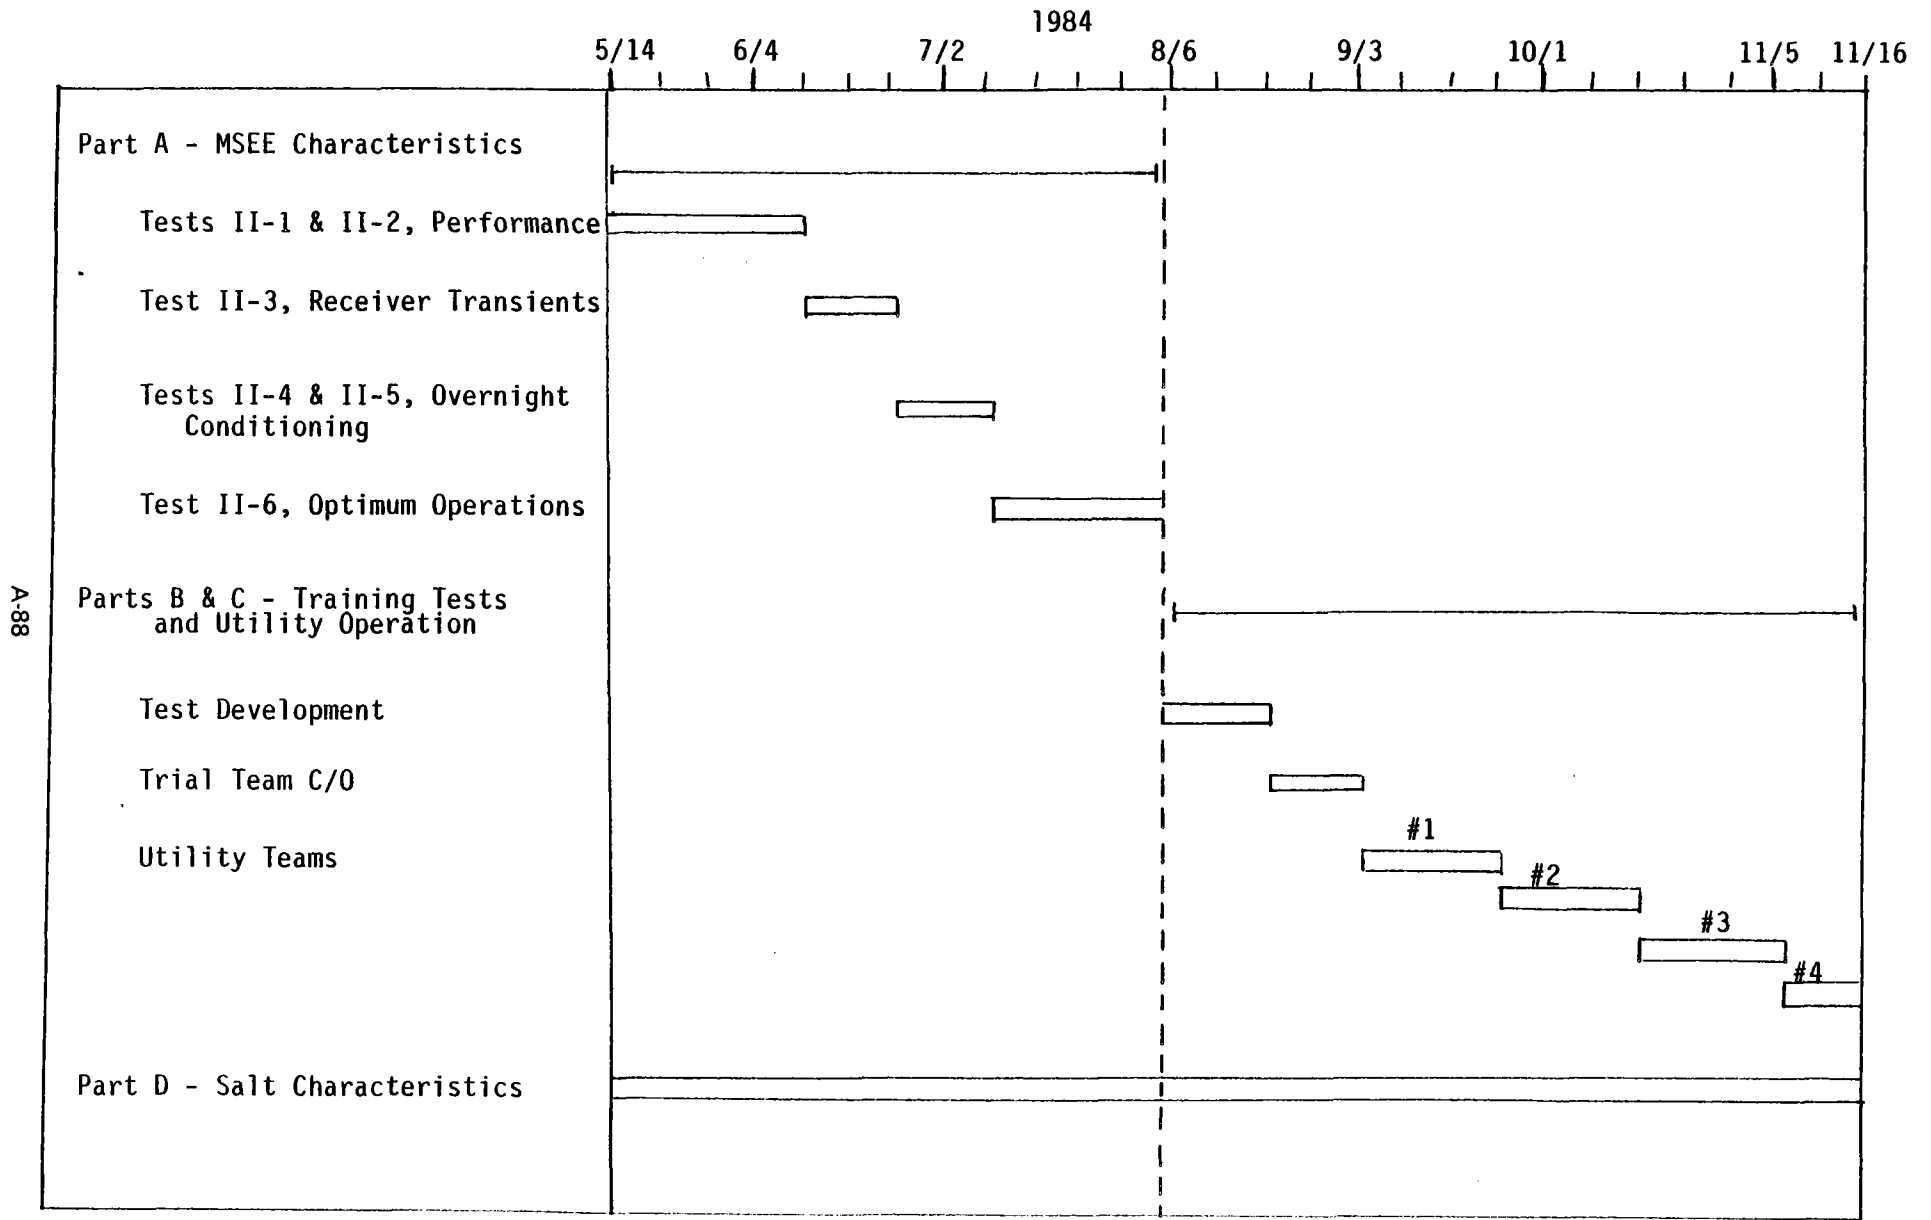 1984
5/14 6/4 7/2 8/6 9/3 10/1 11/5 11/16
Part A - MSEE Characteristics
Tests II-1 & II-2, Performance
Test II-3, Receiver Transients
Tests II-4 & II-5, Overnight
Conditioning
Test II-6, Optimum Operations
Parts B & C - Training Tests
and Utility Operation
Test Development
Trial Team C/O
Utility Teams
#1
#2
#3
#4
Part D - Salt Characteristics
A-88